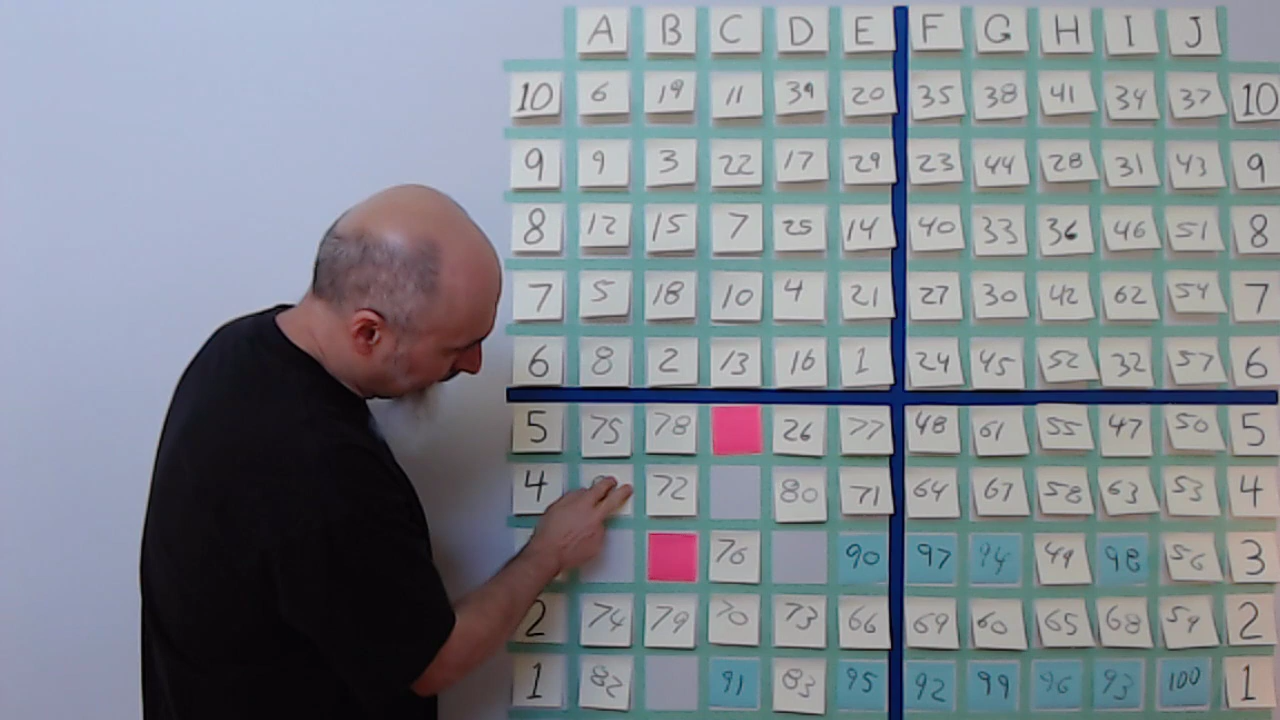 A B C D E F G H I J
10 6 19 11 39 20 35 38 41 34 37 10
9 9 3 22 17 29 23 44 28 31 43 9
8 12 15 7 25 14 40 33 36 46 51 8
7 5 18 10 4 21 27 30 42 62 54 7
6 8 2 13 16 1 24 45 52 32 57 6
5 75 78 26 77 48 61 55 47 50 5
4 72 80 71 64 67 58 63 53 4
76 90 97 94 49 98 56 3
2 74 79 70 73 66 69 60 65 68 59 2
1 82 91 83 95 92 99 96 93 100 1